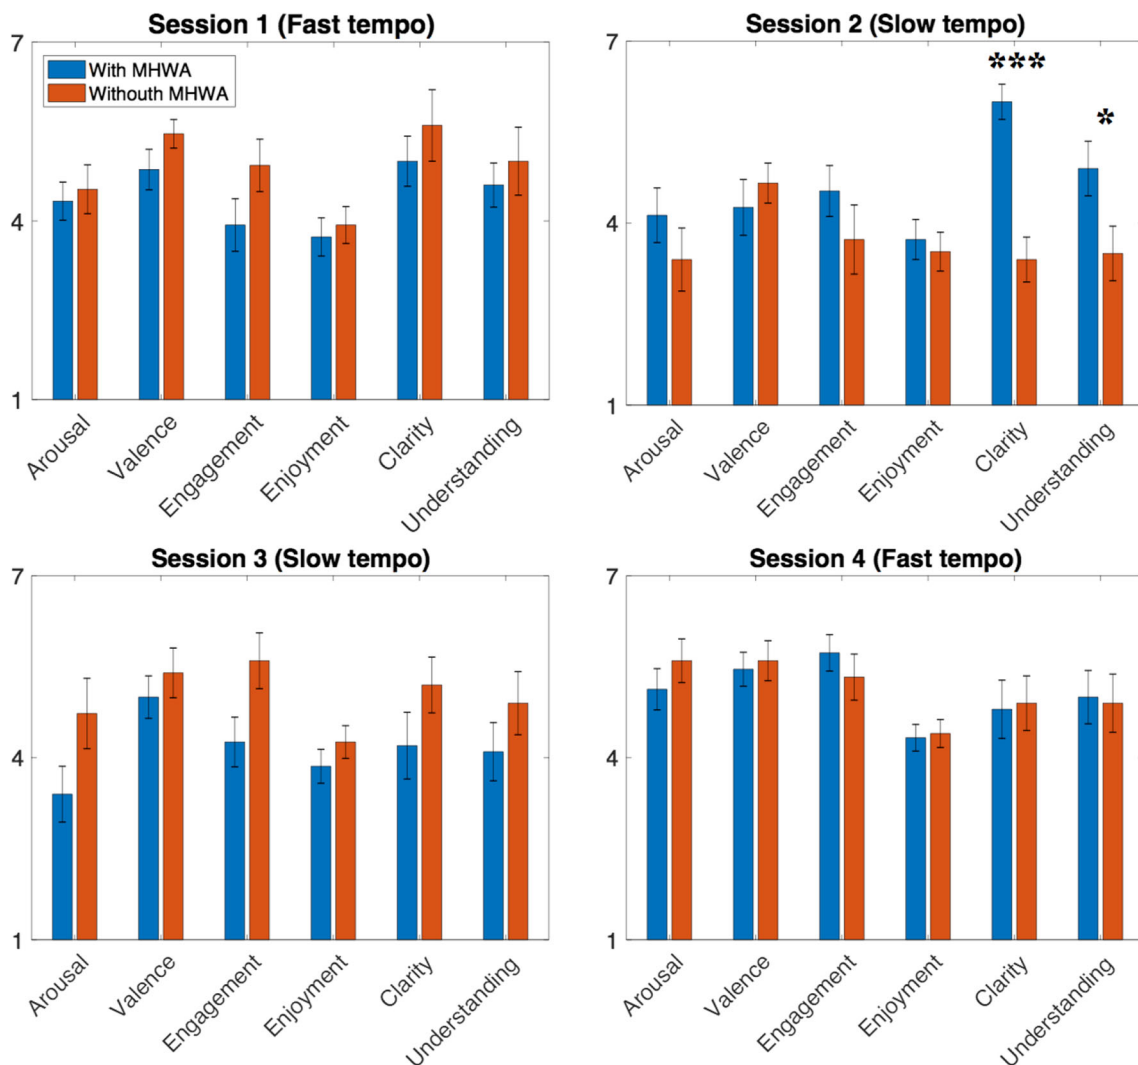 Session 1 (Fast tempo)
7
4
1
With MHWA
Withouth MHWA
Arousal
Valence
Engagement
Enjoyment
Clarity
Understanding
Session 2 (Slow tempo)
7
4
1
***
*
Arousal
Valence
Engagement
Enjoyment
Clarity
Understanding
Session 3 (Slow tempo)
7
4
1
Arousal
Valence
Engagement
Enjoyment
Clarity
Understanding
Session 4 (Fast tempo)
7
4
1
Arousal
Valence
Engagement
Enjoyment
Clarity
Understanding